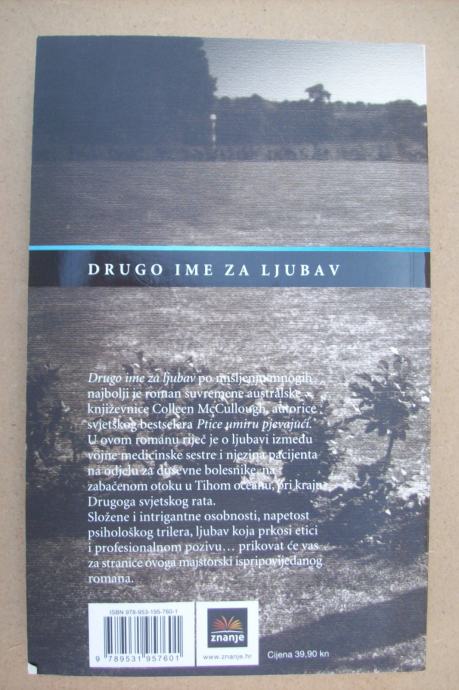 DRUGO IME ZA LJUBAV
Drugo ime za ljubav po mišljenju mnogih
najbolji je roman suvremene australske
književnice Colleen McCullough, autorice
svjetskog bestselera Ptice umiru pjevajući.
U ovom romanu riječ je o ljubavi između
vojne medicinske sestre i njezina pacijenta
na odjelu za duševne bolesnike, na
zabačenom otoku u Tihom oceanu, pri kraju
Drugoga svjetskog rata.
Složene i intrigantne osobnosti, napetost
psihološkog trilera, ljubav koja prkosi etici
i profesionalnom pozivu... prikovat će vas
za stranice ovoga majstorski ispripovijedanog
romana.
ISBN 978-953-195-760-1
9 789531 957601
znanje
www.znanje.hr
Cijena 39,90 kn